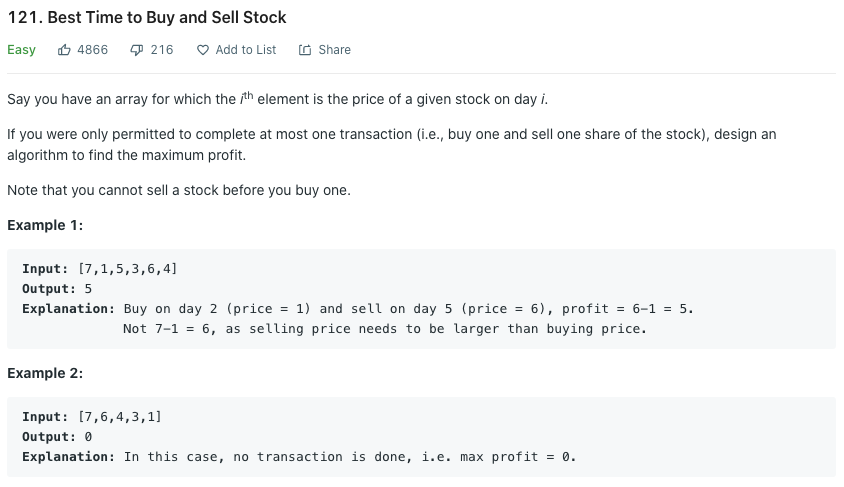 121. Best Time to Buy and Sell Stock
Easy 4866 216 Add to List Share
Say you have an array for which the ith element is the price of a given stock on day i.
If you were only permitted to complete at most one transaction (i.e., buy one and sell one share of the stock), design an
algorithm to find the maximum profit.
Note that you cannot sell a stock before you buy one.
Example 1:
Input: [7,1,5,3,6,4]
Output: 5
Explanation: Buy on day 2 (price = 1) and sell on day 5 (price = 6), profit = 6−1 = 5.
Not 7−1 = 6, as selling price needs to be larger than buying price.
Example 2:
Input: [7,6,4,3,1]
Output: 0
Explanation: In this case, no transaction is done, i.e. max profit = 0.